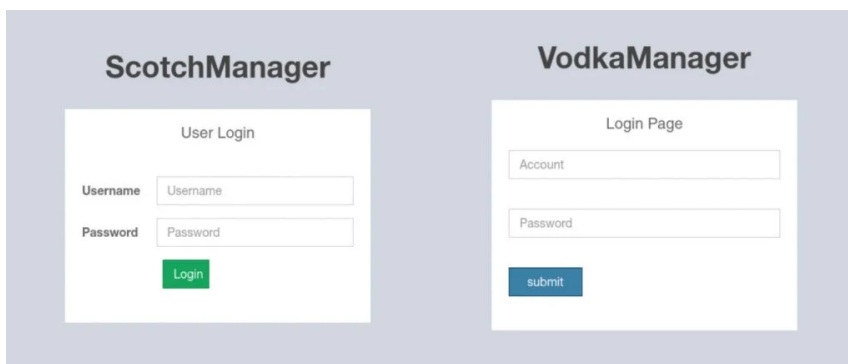 ScotchManager
User Login
Username
Username
Password
Password
Login
VodkaManager
Login Page
Account
Password
submit